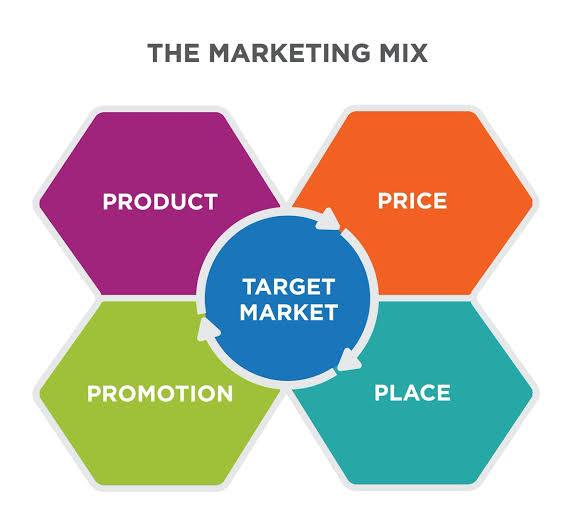 THE MARKETING MIX
PRODUCT
PRICE
TARGET
MARKET
PROMOTION
PLACE